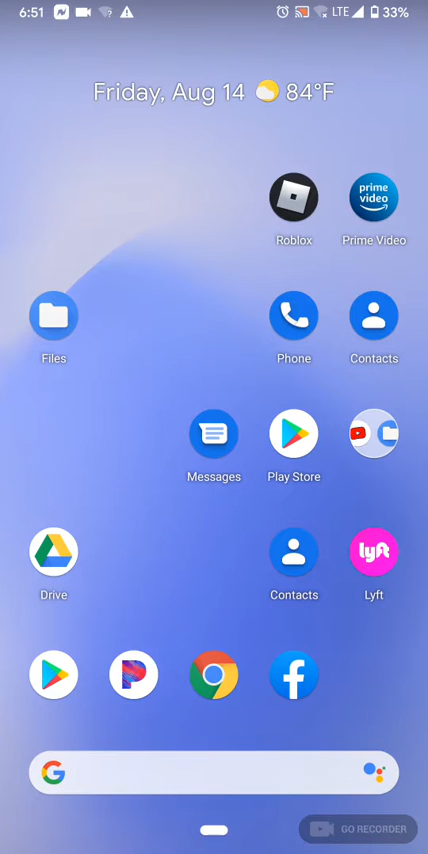 6:51 LTE 33%
Friday, Aug 14 84°F
prime video
Roblox Prime Video
Files Phone Contacts
Messages Play Store
lyft
Drive Contacts Lyft
GO RECORDER